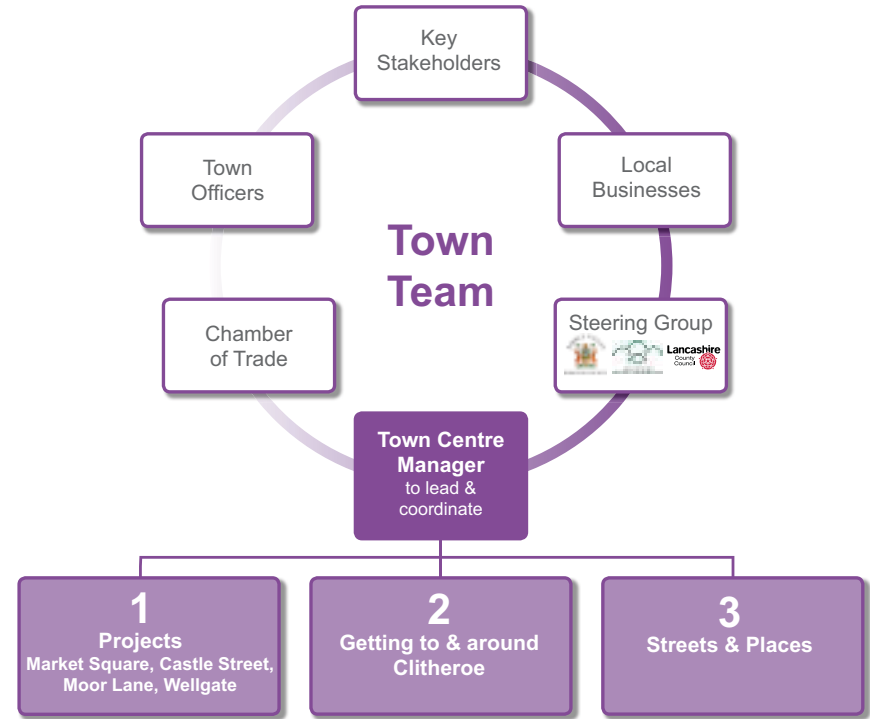 Key
Stakeholders
Town
Officers
Local
Businesses
Town
Team
Chamber
of Trade
Steering Group
Lancashire
County
Council
Town Centre
Manager
to lead &
coordinate
1
Projects
Market Square, Castle Street,
Moor Lane, Wellgate
2
Getting to & around
Clitheroe
3
Streets & Places